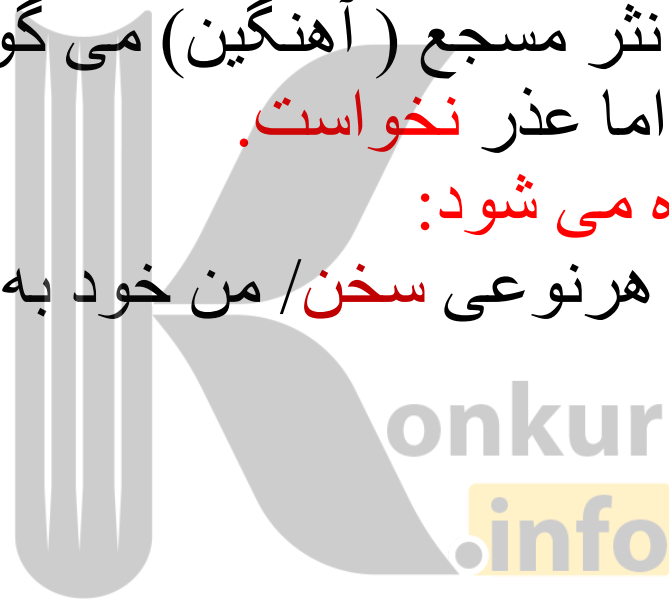 نثر مسجع ( آهنگین) می گو
اما عذر نخواست.
ه می شود:
هرنوعی سخن/ من خود به
onkur
.info